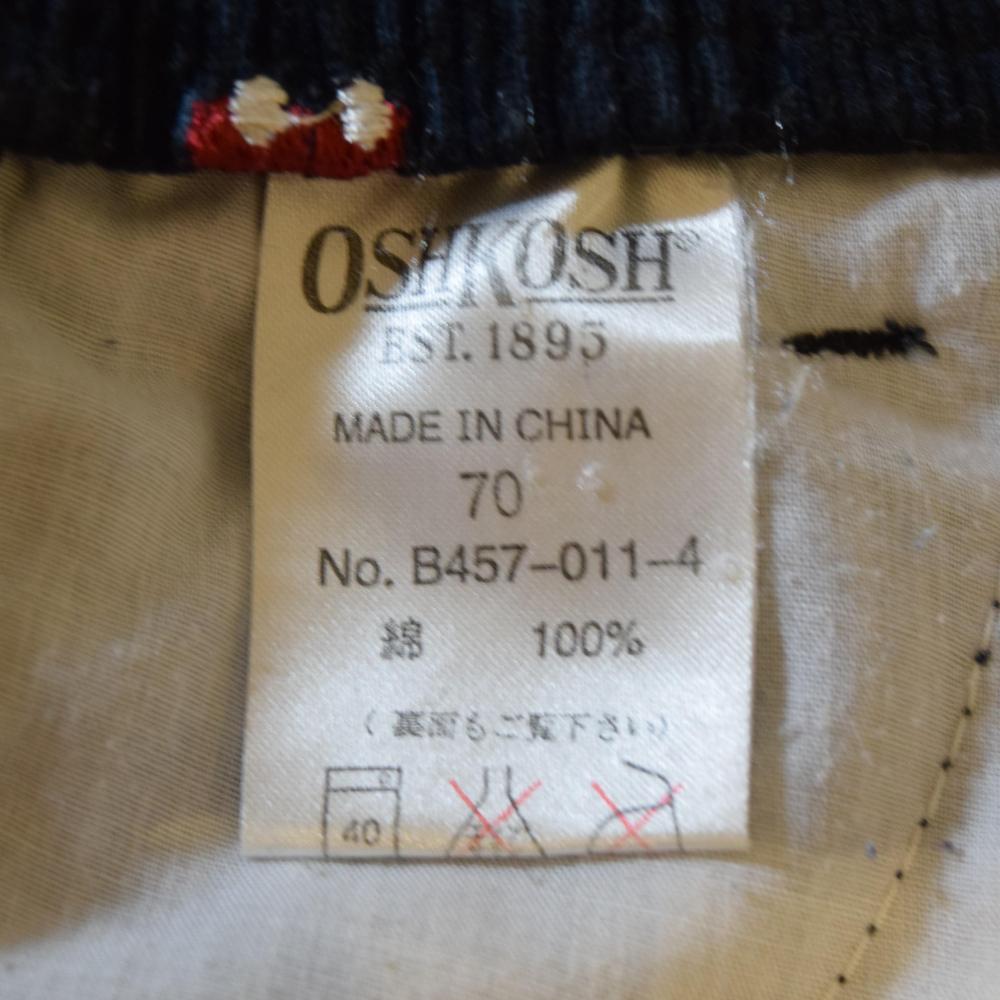 OSHKOSH®
EST. 1895
MADE IN CHINA
70
No. B457–011–4
綿 100%
(裏面もご覧下さい)
40